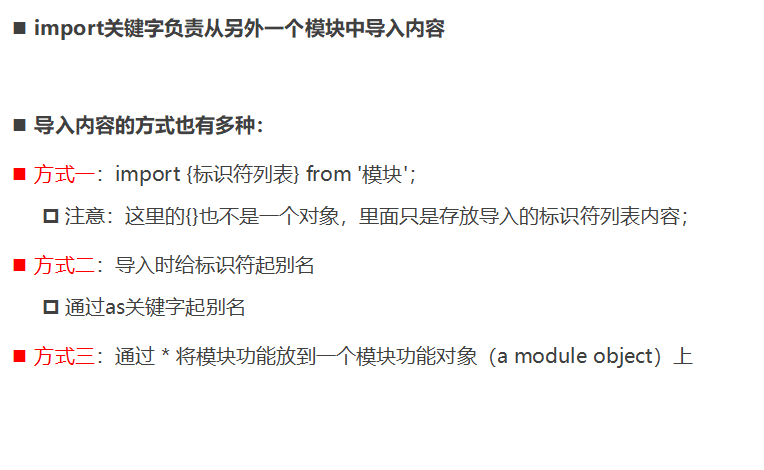 import关键字负责从另外一个模块中导入内容
导入内容的方式也有多种：
方式一：import {标识符列表} from '模块'；
注意：这里的{}也不是一个对象，里面只是存放导入的标识符列表内容；
方式二：导入时给标识符起别名
通过as关键字起别名
方式三：通过 * 将模块功能放到一个模块功能对象（a module object）上